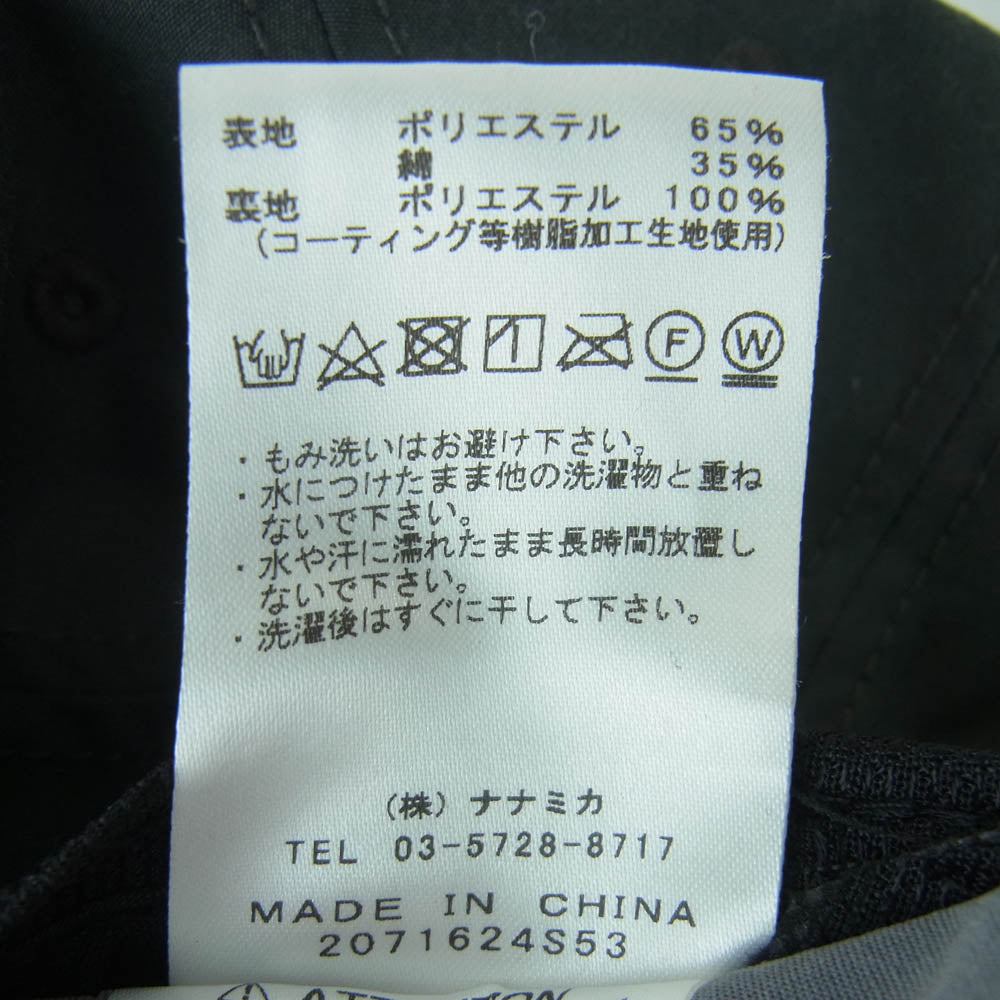 表地 ポリエステル 65%
綿 35%
裏地 ポリエステル 100%
(コーティング等樹脂加工生地使用)
F W
・もみ洗いはお避け下さい。
・水につけたまま他の洗濯物と重ね
ないで下さい。
・水や汗に濡れたまま長時間放置し
ないで下さい。
・洗濯後はすぐに干して下さい。
(株) ナナミカ
TEL 03-5728-8717
MADE IN CHINA
2071624S53